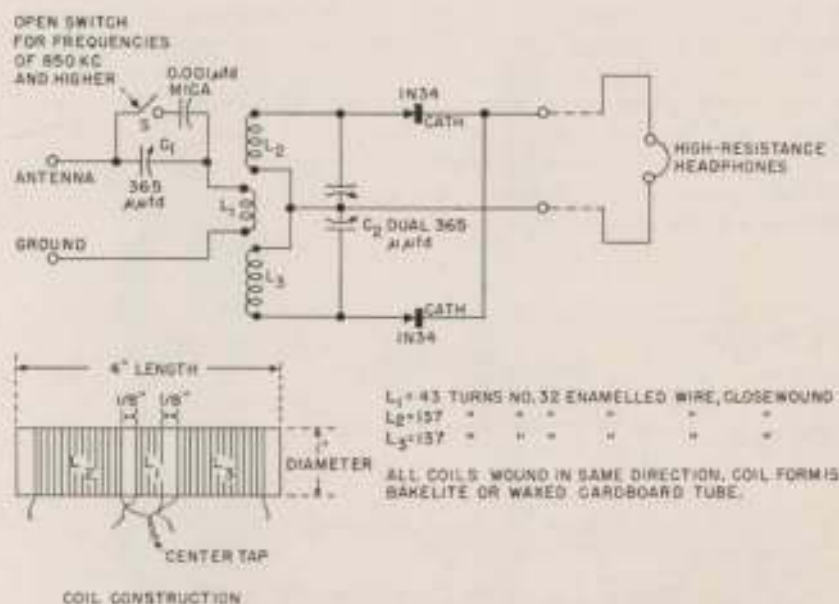 OPEN SWITCH
FOR FREQUENCIES
OF 850 KC
AND HIGHER
0.001μfd
MICA
S
C1
365
μμfd
ANTENNA
GROUND
L1
L2
L3
IN34
CATH
C2 DUAL 365
μμfd
CATH
IN34
HIGH-RESISTANCE
HEADPHONES
4" LENGTH
1/8" 1/8"
L2 L1 L3
1"
DIAMETER
CENTER TAP
COIL CONSTRUCTION
L1= 43 TURNS NO. 32 ENAMELLED WIRE, CLOSEWOUND
L2=137 " " " " " "
L3=137 " " " " " "
ALL COILS WOUND IN SAME DIRECTION, COIL FORM IS
BAKELITE OR WAXED CARDBOARD TUBE.